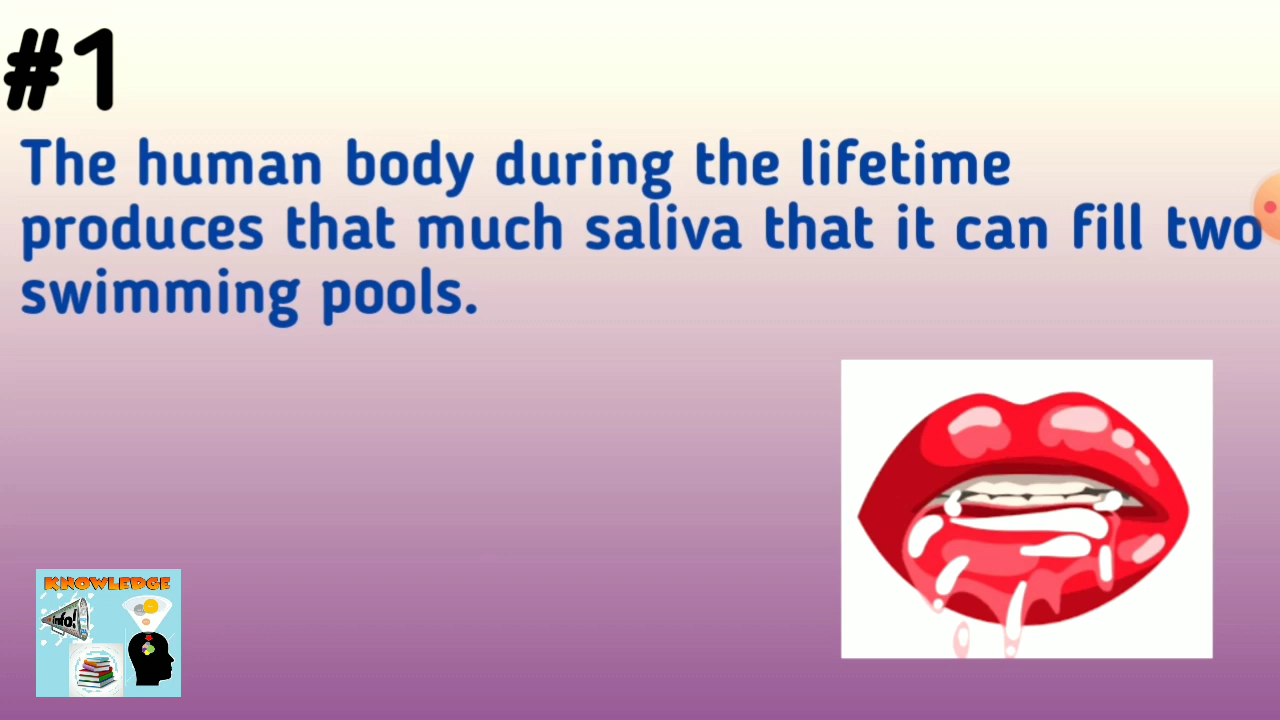 #1
The human body during the lifetime
produces that much saliva that it can fill two
swimming pools.
KNOWLEDGE
info!